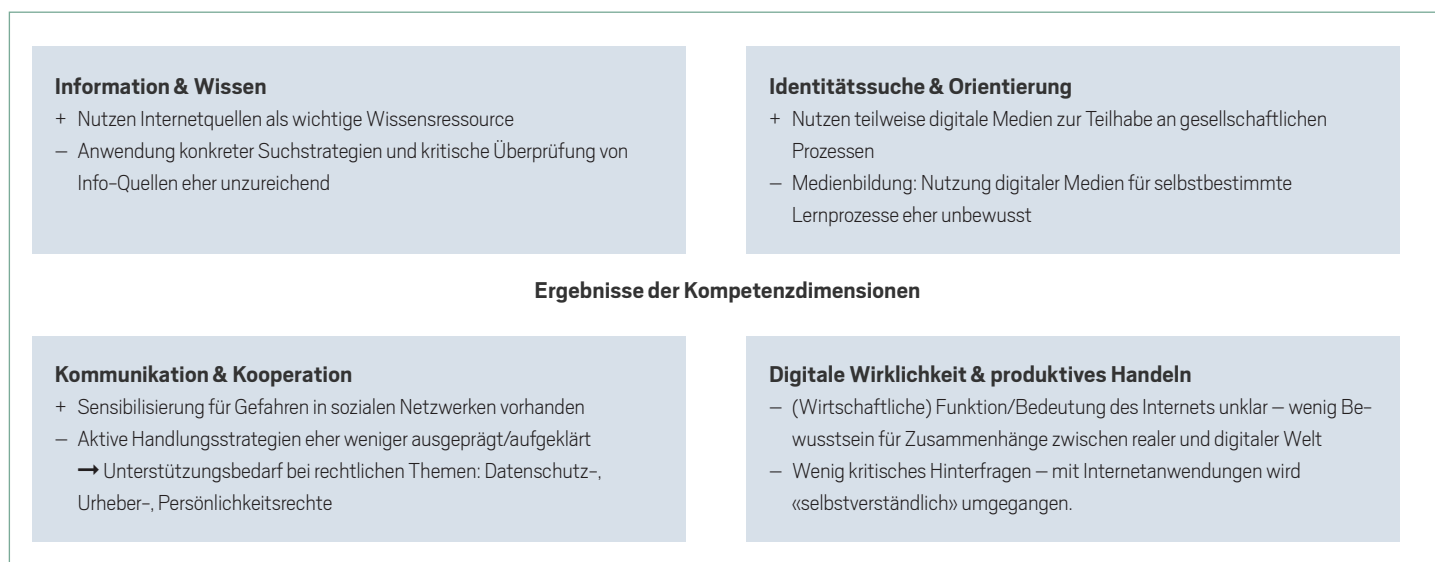 Information & Wissen
+ Nutzen Internetquellen als wichtige Wissensressource
– Anwendung konkreter Suchstrategien und kritische Überprüfung von
Info-Quellen eher unzureichend
Identitätssuche & Orientierung
+ Nutzen teilweise digitale Medien zur Teilhabe an gesellschaftlichen
Prozessen
– Medienbildung: Nutzung digitaler Medien für selbstbestimmte
Lernprozesse eher unbewusst
Ergebnisse der Kompetenzdimensionen
Kommunikation & Kooperation
+ Sensibilisierung für Gefahren in sozialen Netzwerken vorhanden
– Aktive Handlungsstrategien eher weniger ausgeprägt/aufgeklärt
→ Unterstützungsbedarf bei rechtlichen Themen: Datenschutz-,
Urheber-, Persönlichkeitsrechte
Digitale Wirklichkeit & produktives Handeln
– (Wirtschaftliche) Funktion/Bedeutung des Internets unklar – wenig Be-
wusstsein für Zusammenhänge zwischen realer und digitaler Welt
– Wenig kritisches Hinterfragen – mit Internetanwendungen wird
«selbstverständlich» umgegangen.